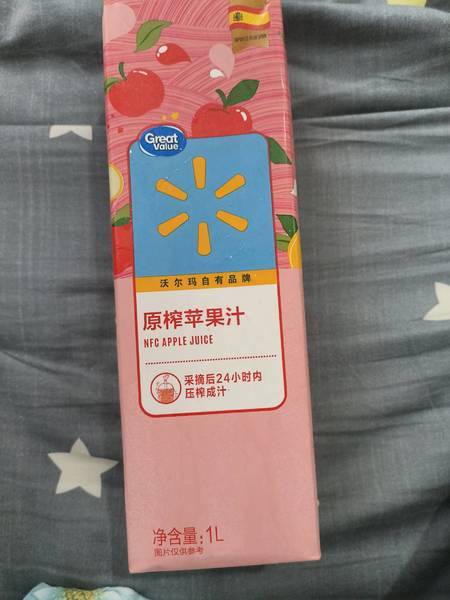 Great
Value
沃尔玛自有品牌
原榨苹果汁
NFC APPLE JUICE
采摘后24小时内
压榨成汁
净含量:1L
图片仅供参考